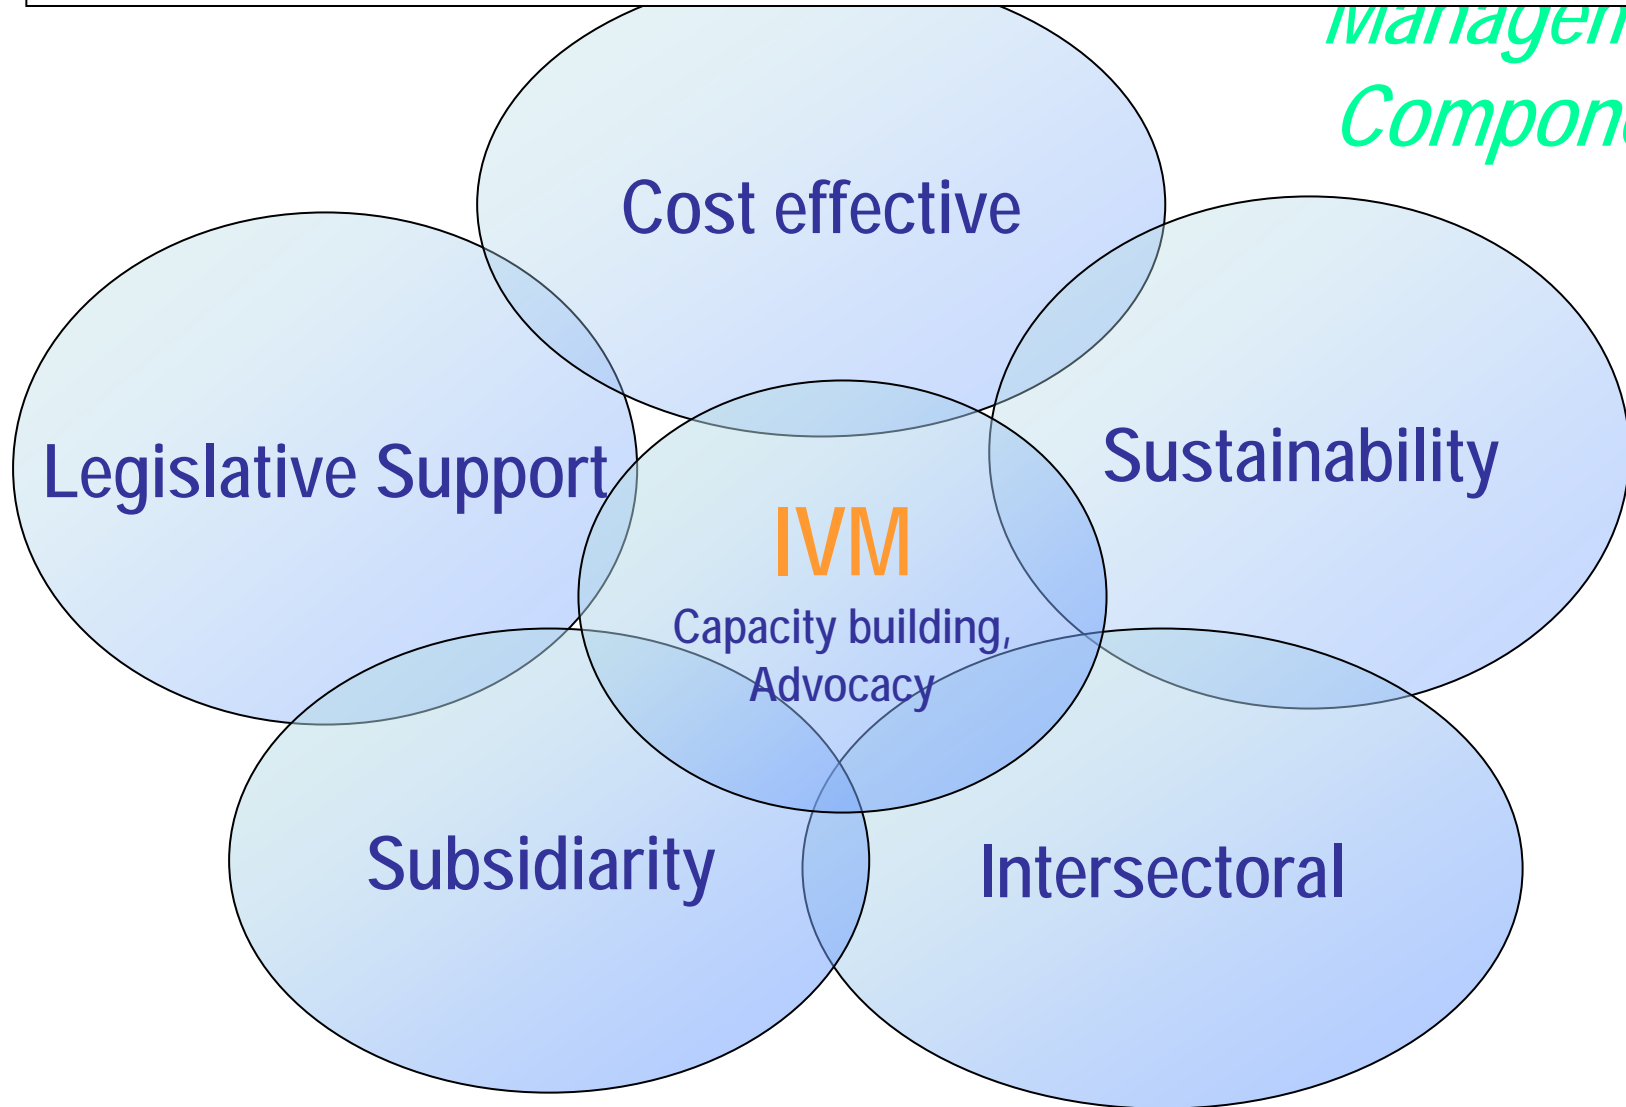 Cost effective
Legislative Support
Sustainability
IVM
Capacity building,
Advocacy
Subsidiarity
Intersectoral